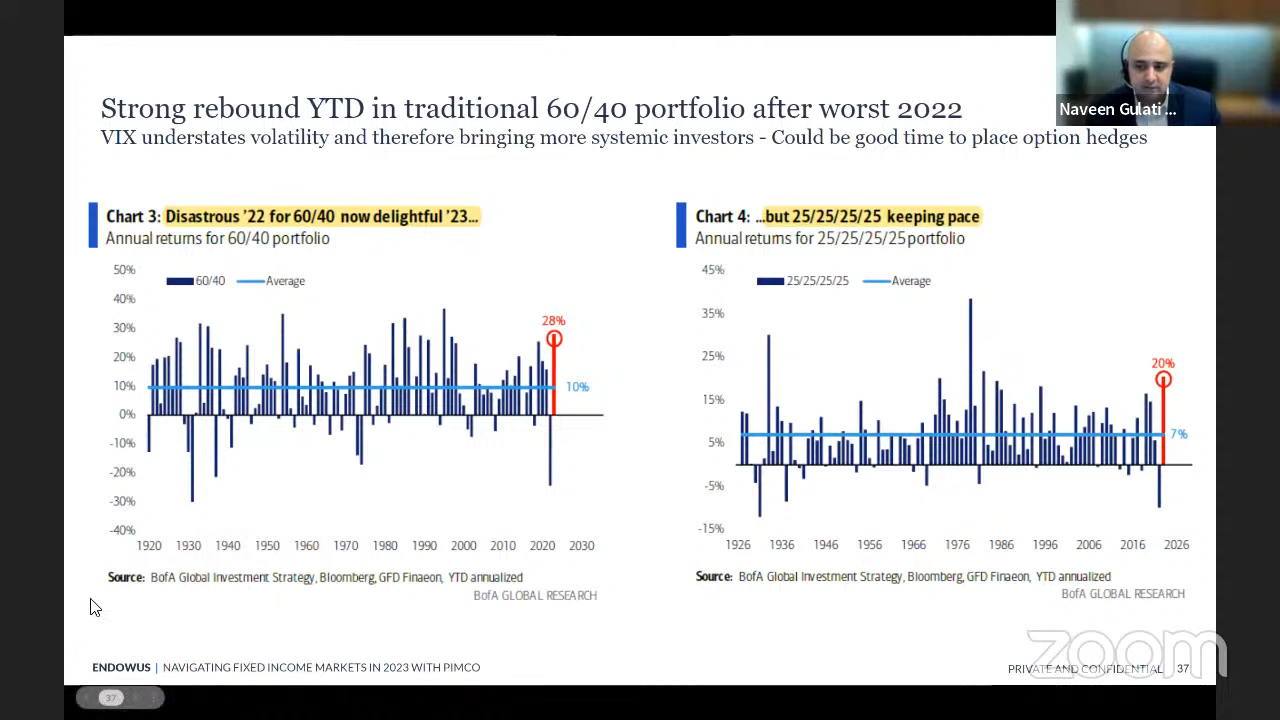 Strong rebound YTD in traditional 60/40 portfolio after worst 2022
VIX understates volatility and therefore bringing more systemic investors - Could be good time to place option hedges
Naveen Gulati ...
Chart 3: Disastrous '22 for 60/40 now delightful '23...
Annual returns for 60/40 portfolio
50%
40%
30%
20%
10%
0%
-10%
-20%
-30%
-40%
60/40
Average
28%
10%
1920 1930 1940 1950 1960 1970 1980 1990 2000 2010 2020 2030
Source: BofA Global Investment Strategy, Bloomberg, GFD Finaeon, YTD annualized
BofA GLOBAL RESEARCH
Chart 4: ...but 25/25/25/25 keeping pace
Annual returns for 25/25/25/25 portfolio
45%
35%
25%
15%
5%
-5%
-15%
25/25/25/25
Average
20%
7%
1926 1936 1946 1956 1966 1976 1986 1996 2006 2016 2026
Source: BofA Global Investment Strategy, Bloomberg, GFD Finaeon, YTD annualized
BofA GLOBAL RESEARCH
ENDOWUS | NAVIGATING FIXED INCOME MARKETS IN 2023 WITH PIMCO
PRIVATE AND CONFIDENTIAL 37
zoom
37